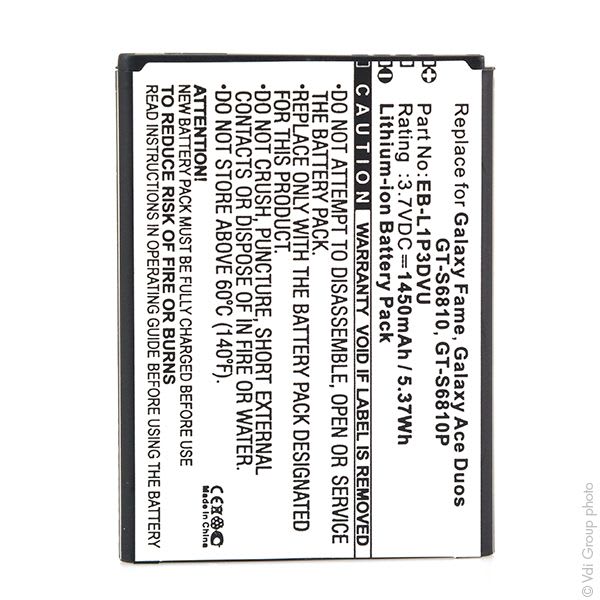 Replace for Galaxy Fame, Galaxy Ace Duos
GT-S6810, GT-S6810P
Part No.: EB-L1P3DVU
Rating :3.7VDC⎓1450mAh/5.37Wh
Lithium-ion Battery Pack
+ -
CAUTION WARRANTY VOID IF LABEL IS REMOVED
•DO NOT ATTEMPT TO DISASSEMBLE, OPEN OR SERVICE
THE BATTERY PACK.
•REPLACE ONLY WITH THE BATTERY PACK DESIGNATED
FOR THIS PRODUCT.
•DO NOT CRUSH, PUNCTURE, SHORT EXTERNAL
CONTACTS OR DISPOSE OF IN FIRE OR WATER.
•DO NOT STORE ABOVE 60°C (140°F)
ATTENTION:
NEW BATTERY PACK MUST BE CHARGED BEFORE USE.
TO REDUCE RISK OF FIRE OR BURNS
READ INSTRUCTIONS IN OPERATING GUIDE BEFORE USING THE BATTERY
CE
Made in China
© Vdi Group photo